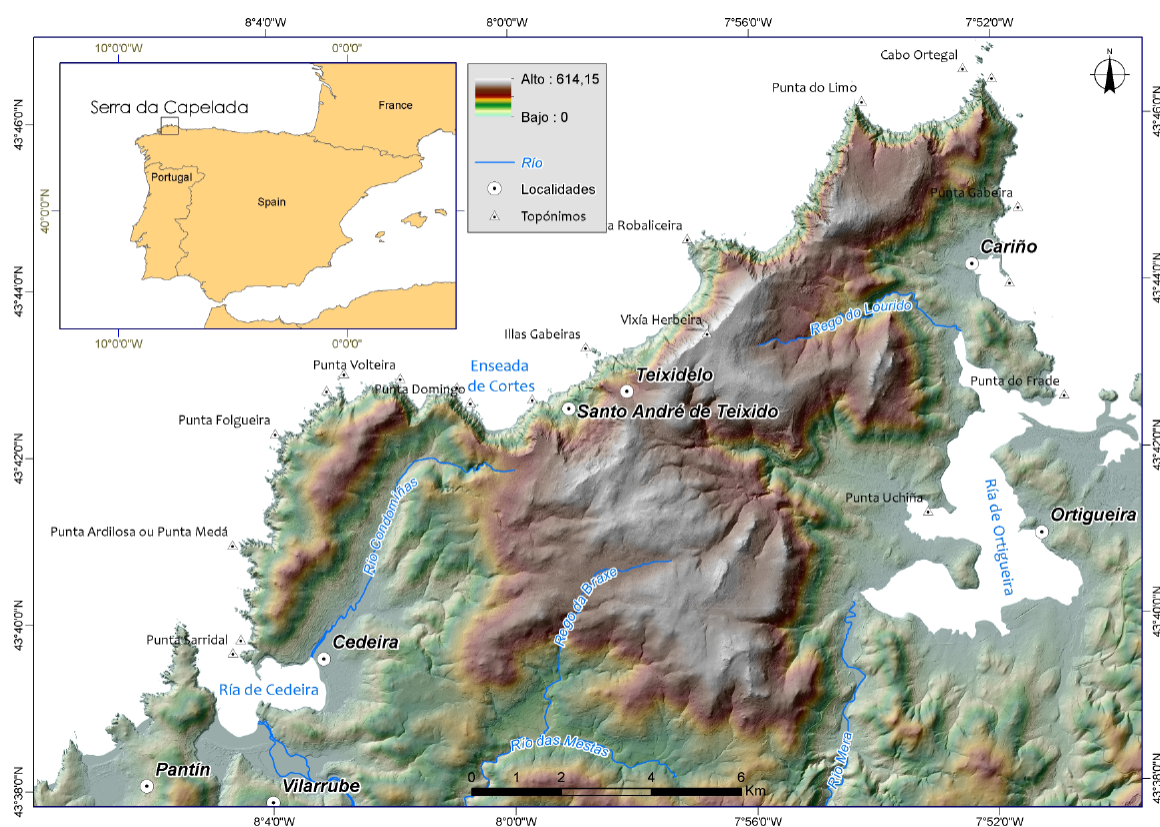 8°4'0"W
8°0'0"W
7°56'0"W
7°52'0"W
10°0'0"W
0°0'0"
Serra da Capelada
France
Portugal
Spain
40°0'0"N
10°0'0"W
0°0'0"
Alto : 614,15
Bajo : 0
Río
Localidades
Topónimos
N
Cabo Ortegal
Punta do Limo
43°46'0"N
43°46'0"N
Punta Gabeira
a Robaliceira
Cariño
43°44'0"N
43°44'0"N
Rego do Lourido
Vixía Herbeira
Illas Gabeiras
Punta Volteira
Enseada
de Cortes
Teixidelo
Punta Domingo
Punta do Frade
Santo André de Teixido
Punta Folgueira
43°42'0"N
43°42'0"N
Río Condomiñas
Punta Uchiña
Ría de Ortigueira
Ortigueira
Punta Ardilosa ou Punta Medá
Rego da Braxe
43°40'0"N
43°40'0"N
Punta Sarridal
Cedeira
Ría de Cedeira
Río das Mestas
Río Mera
Pantín
Vilarrube
0 1 2 4 6
Km
43°38'0"N
43°38'0"N
8°4'0"W
8°0'0"W
7°56'0"W
7°52'0"W